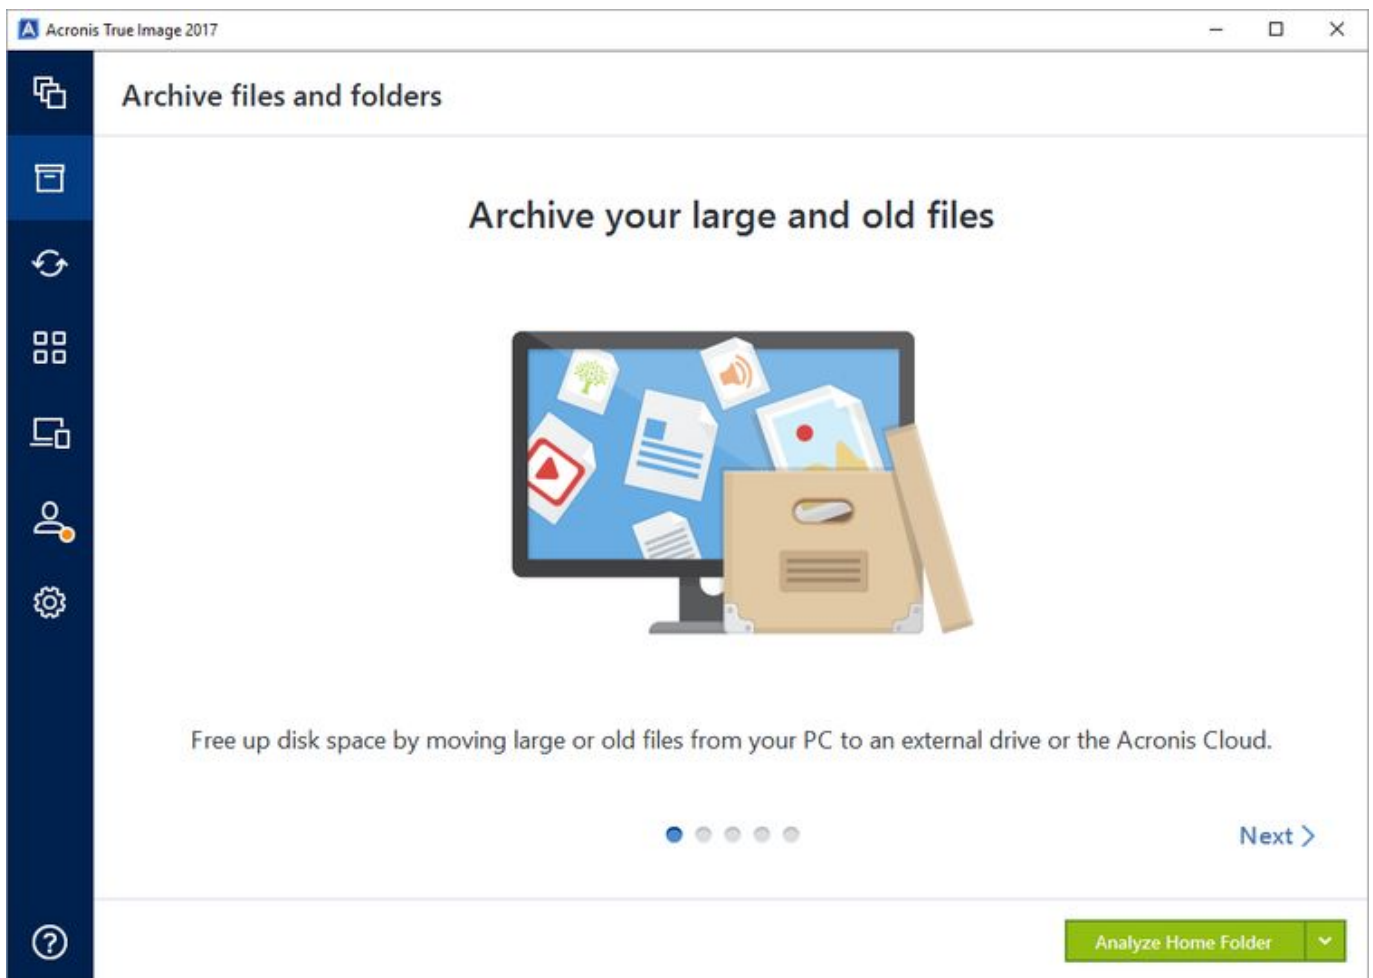 Acronis True Image 2017
Archive files and folders
Archive your large and old files
Free up disk space by moving large or old files from your PC to an external drive or the Acronis Cloud.
Next
Analyze Home Folder